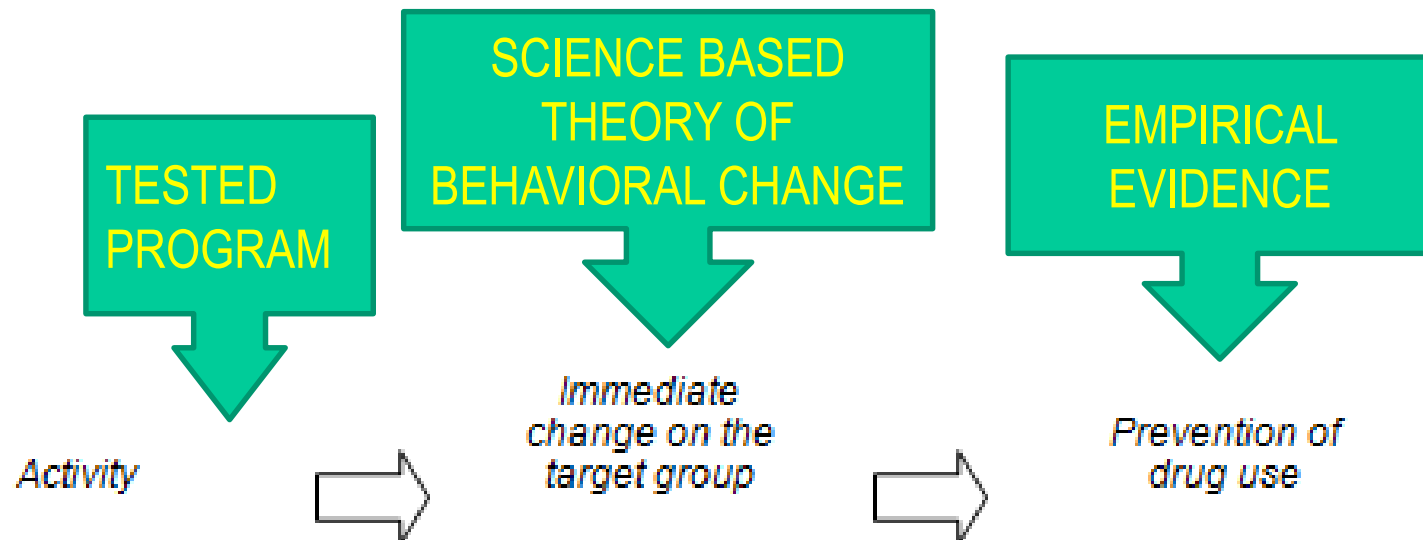 TESTED
PROGRAM
SCIENCE BASED
THEORY OF
BEHAVIORAL CHANGE
EMPIRICAL
EVIDENCE
Activity
Immediate
change on the
target group
Prevention of
drug use